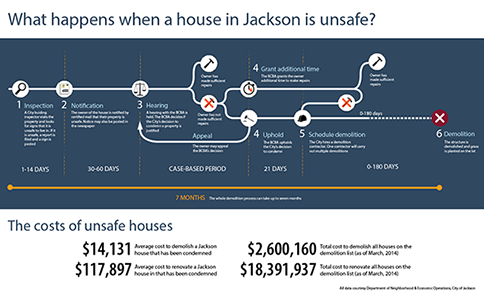 What happens when a house in Jackson is unsafe?
Owner has
made sufficient
repairs
4 Grant additional time
The BCBA grants the owner
additional time to make repairs
Owner has
made sufficient
repairs
1 Inspection
A City building
inspector visits the
property and looks
for signs that it is
unsafe to live in. If it
is unsafe, a report is
filed and a sign is
posted
2 Notification
The owner of the house is notified by
certified mail that their property is
unsafe. Notice may also be posted in
the newspaper
3 Hearing
A hearing with the BCBA is
held. The BCBA decides if
the City's decision to
condemn a property is
justified
Owner has not
made sufficient
repairs
Appeal
The owner may appeal
the BCBA's decision
4 Uphold
The BCBA upholds
the City's decision
to condemn
5 Schedule demolition
The City hires a demolition
contractor. One contractor will carry
out multiple demolitions
0-180 days
6 Demolition
The structure is
demolished and grass
is planted on the lot
1-14 DAYS
30-60 DAYS
CASE-BASED PERIOD
21 DAYS
0-180 DAYS
7 MONTHS The whole demolition process can take up to seven months
The costs of unsafe houses
$14,131 Average cost to demolish a Jackson
house that has been condemned
$2,600,160 Total cost to demolish all houses on the
demolition list (as of March, 2014)
$117,897 Average cost to renovate a Jackson
house in that has been condemned
$18,391,937 Total cost to renovate all houses on the
demolition list (as of March, 2014)
All data courtesy Department of Neighborhood & Economic Operations, City of Jackson